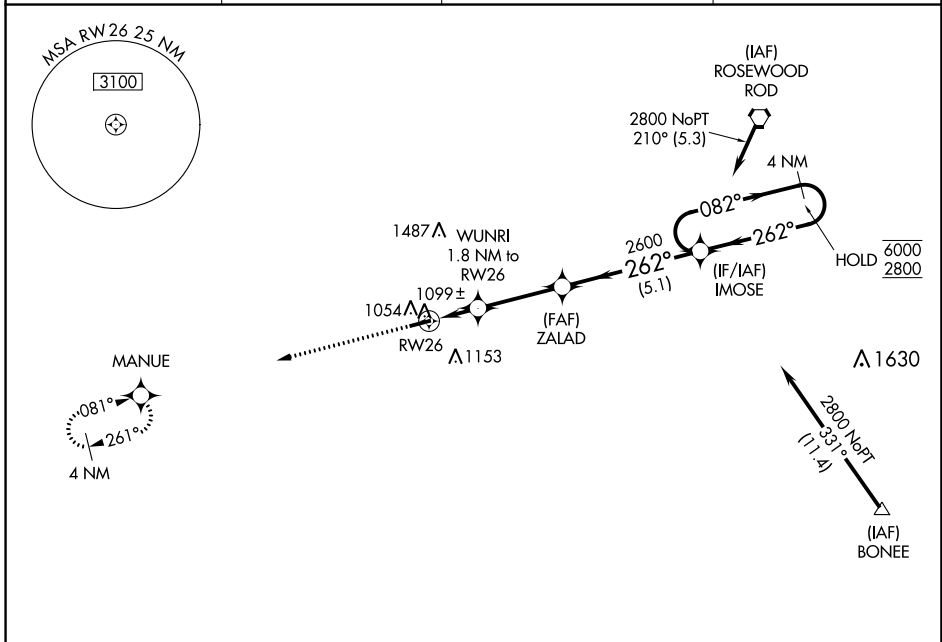 MSA RW26 25 NM
3100
(IAF)
ROSEWOOD
ROD
2800 NoPT
210° (5.3)
4 NM
082°
262°
HOLD
6000
2800
1487
WUNRI
1.8 NM to
RW26
2600
262°
(5.1)
(IF/IAF)
IMOSE
1099±
1054
RW26
(FAF)
ZALAD
1153
1630
MANUE
081°
261°
4 NM
2800 NoPT
331°
(11.4)
(IAF)
BONEE